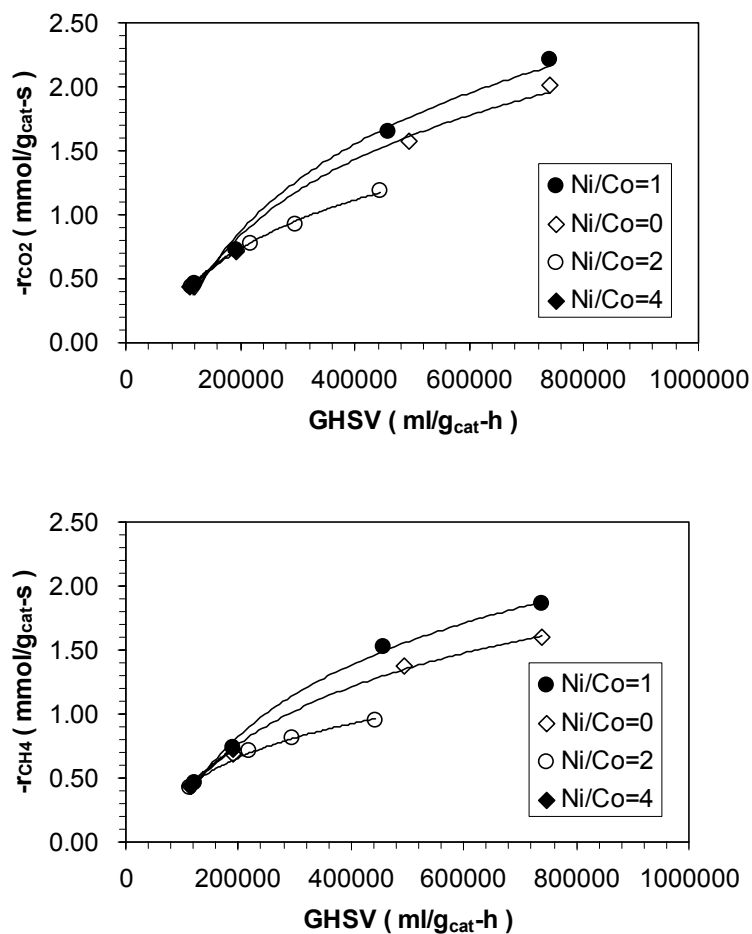 2.50
2.00
1.50
1.00
0.50
0.00
-rCO2 ( mmol/gcat-s )
Ni/Co=1
Ni/Co=0
Ni/Co=2
Ni/Co=4
0 200000 400000 600000 800000 1000000
GHSV ( ml/gcat-h )
2.50
2.00
1.50
1.00
0.50
0.00
-rCH4 ( mmol/gcat-s )
Ni/Co=1
Ni/Co=0
Ni/Co=2
Ni/Co=4
0 200000 400000 600000 800000 1000000
GHSV ( ml/gcat-h )